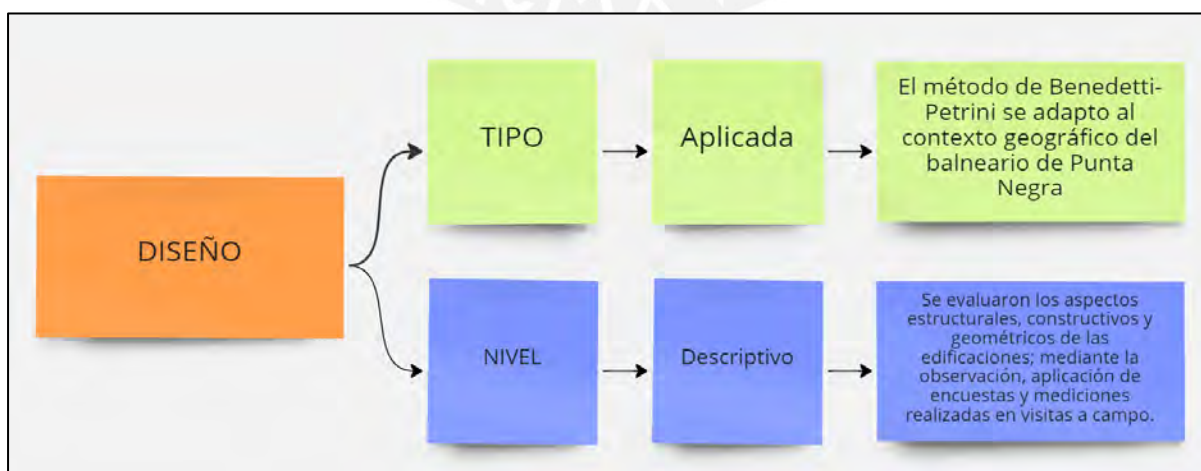 DISEÑO
TIPO
Aplicada
El método de Benedetti-
Petrini se adapto al
contexto geográfico del
balneario de Punta
Negra
NIVEL
Descriptivo
Se evaluaron los aspectos
estructurales, constructivos y
geométricos de las
edificaciones; mediante la
observación, aplicación de
encuestas y mediciones
realizadas en visitas a campo.